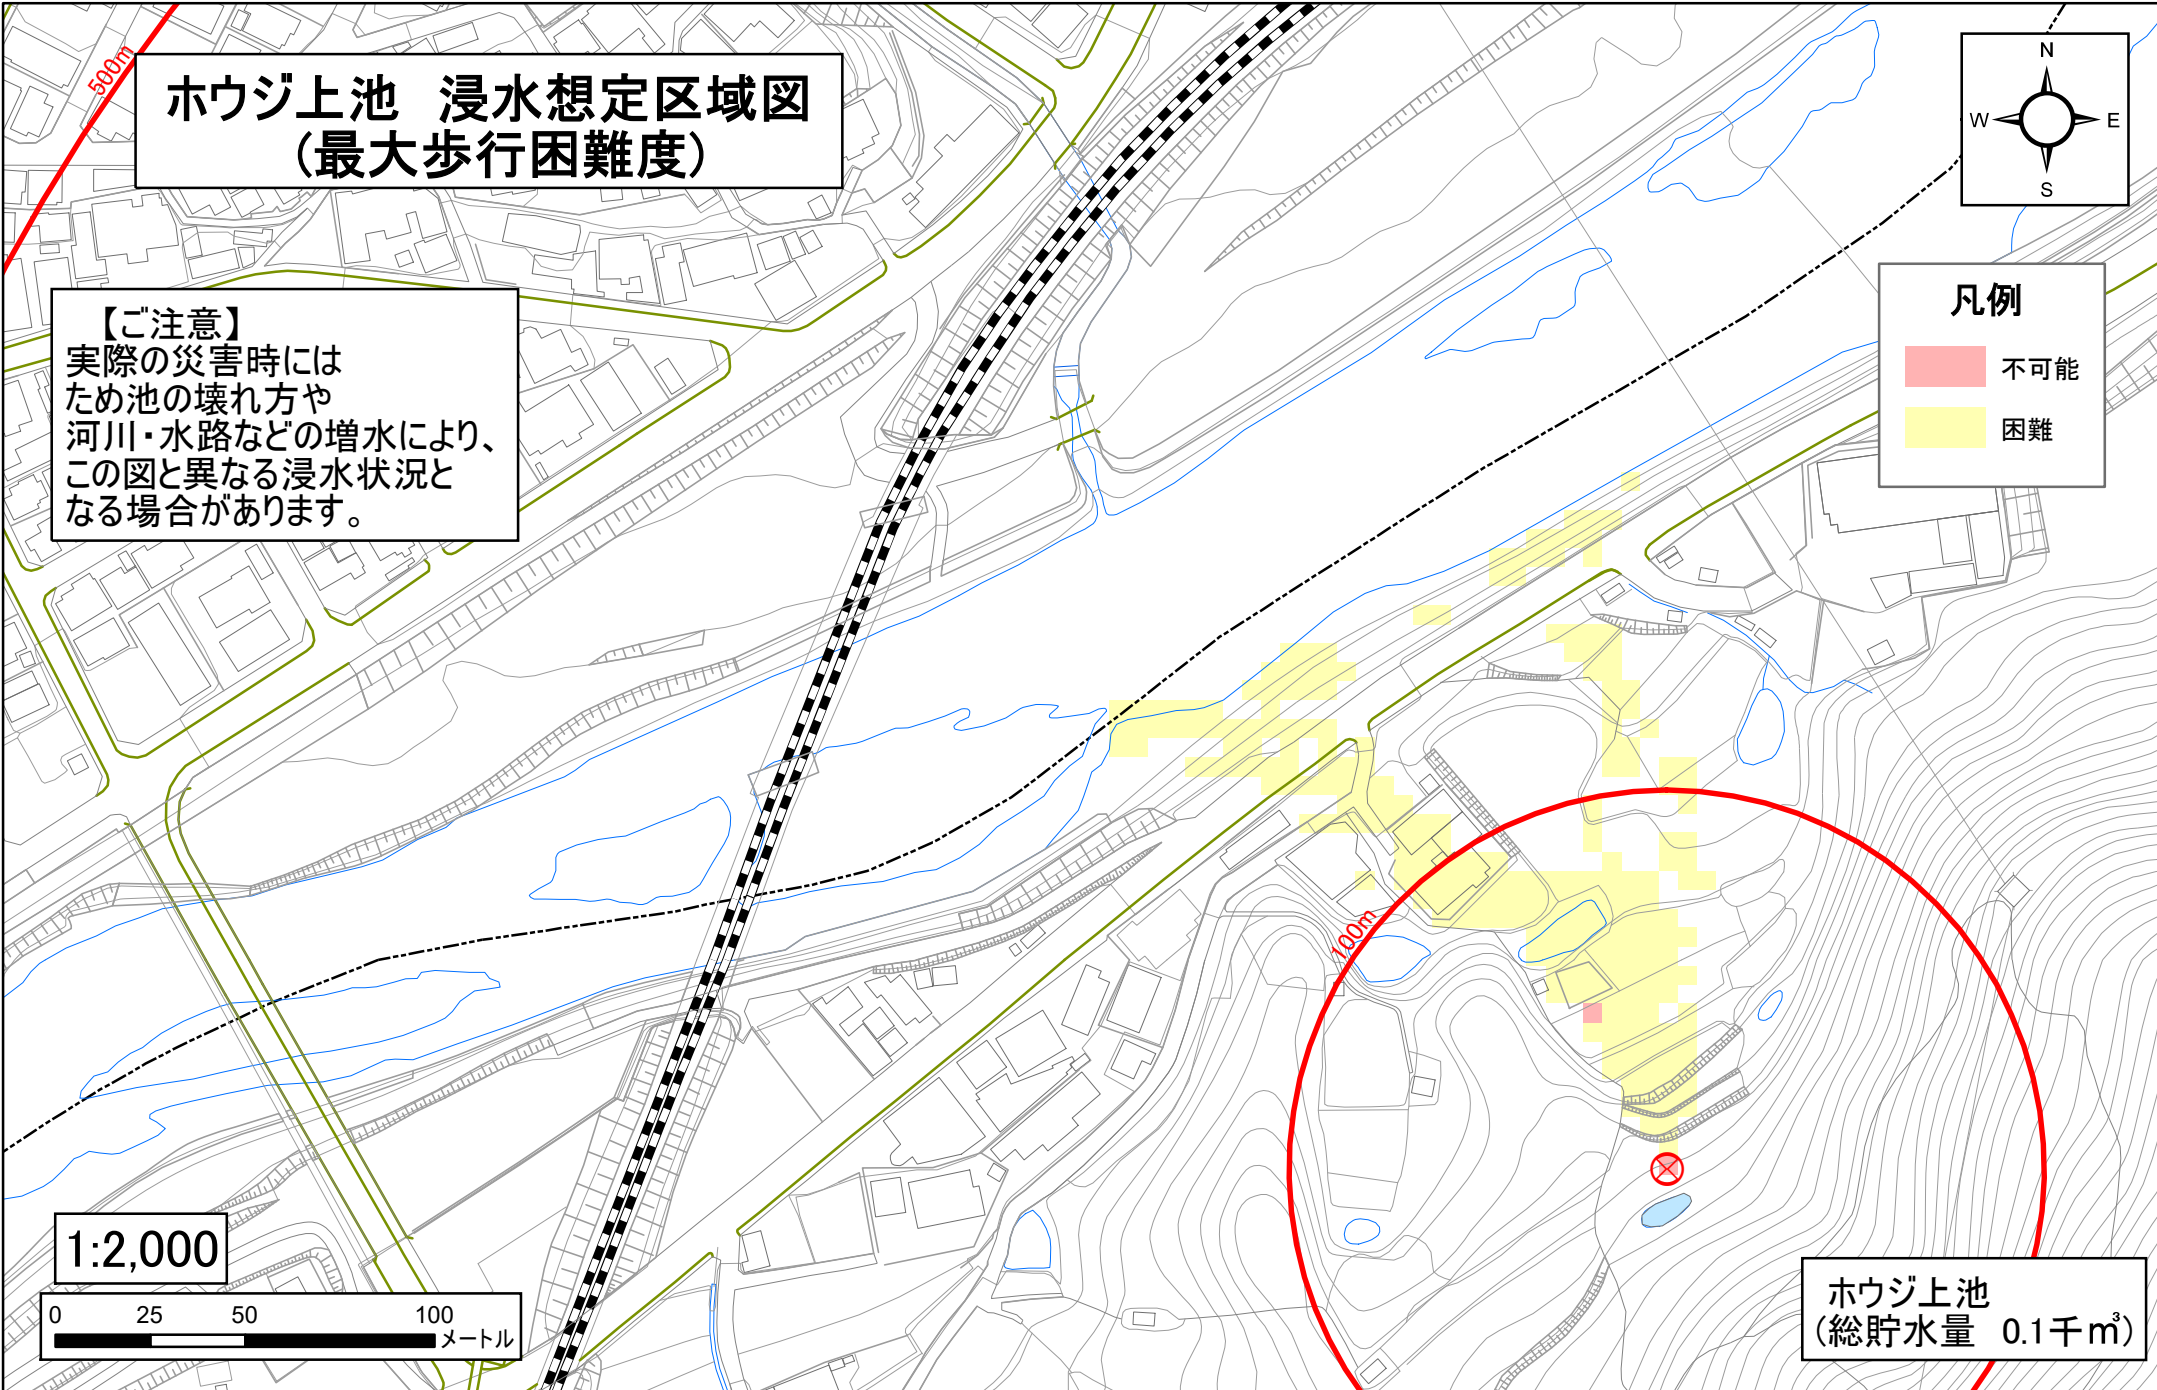 500m
ホウジ上池　浸水想定区域図
(最大歩行困難度)
N
W
E
S
【ご注意】
実際の災害時には
ため池の壊れ方や
河川・水路などの増水により、
この図と異なる浸水状況と
なる場合があります。
凡例
不可能
困難
100m
1:2,000
0 25 50 100
メートル
ホウジ上池
(総貯水量　0.1千㎥)